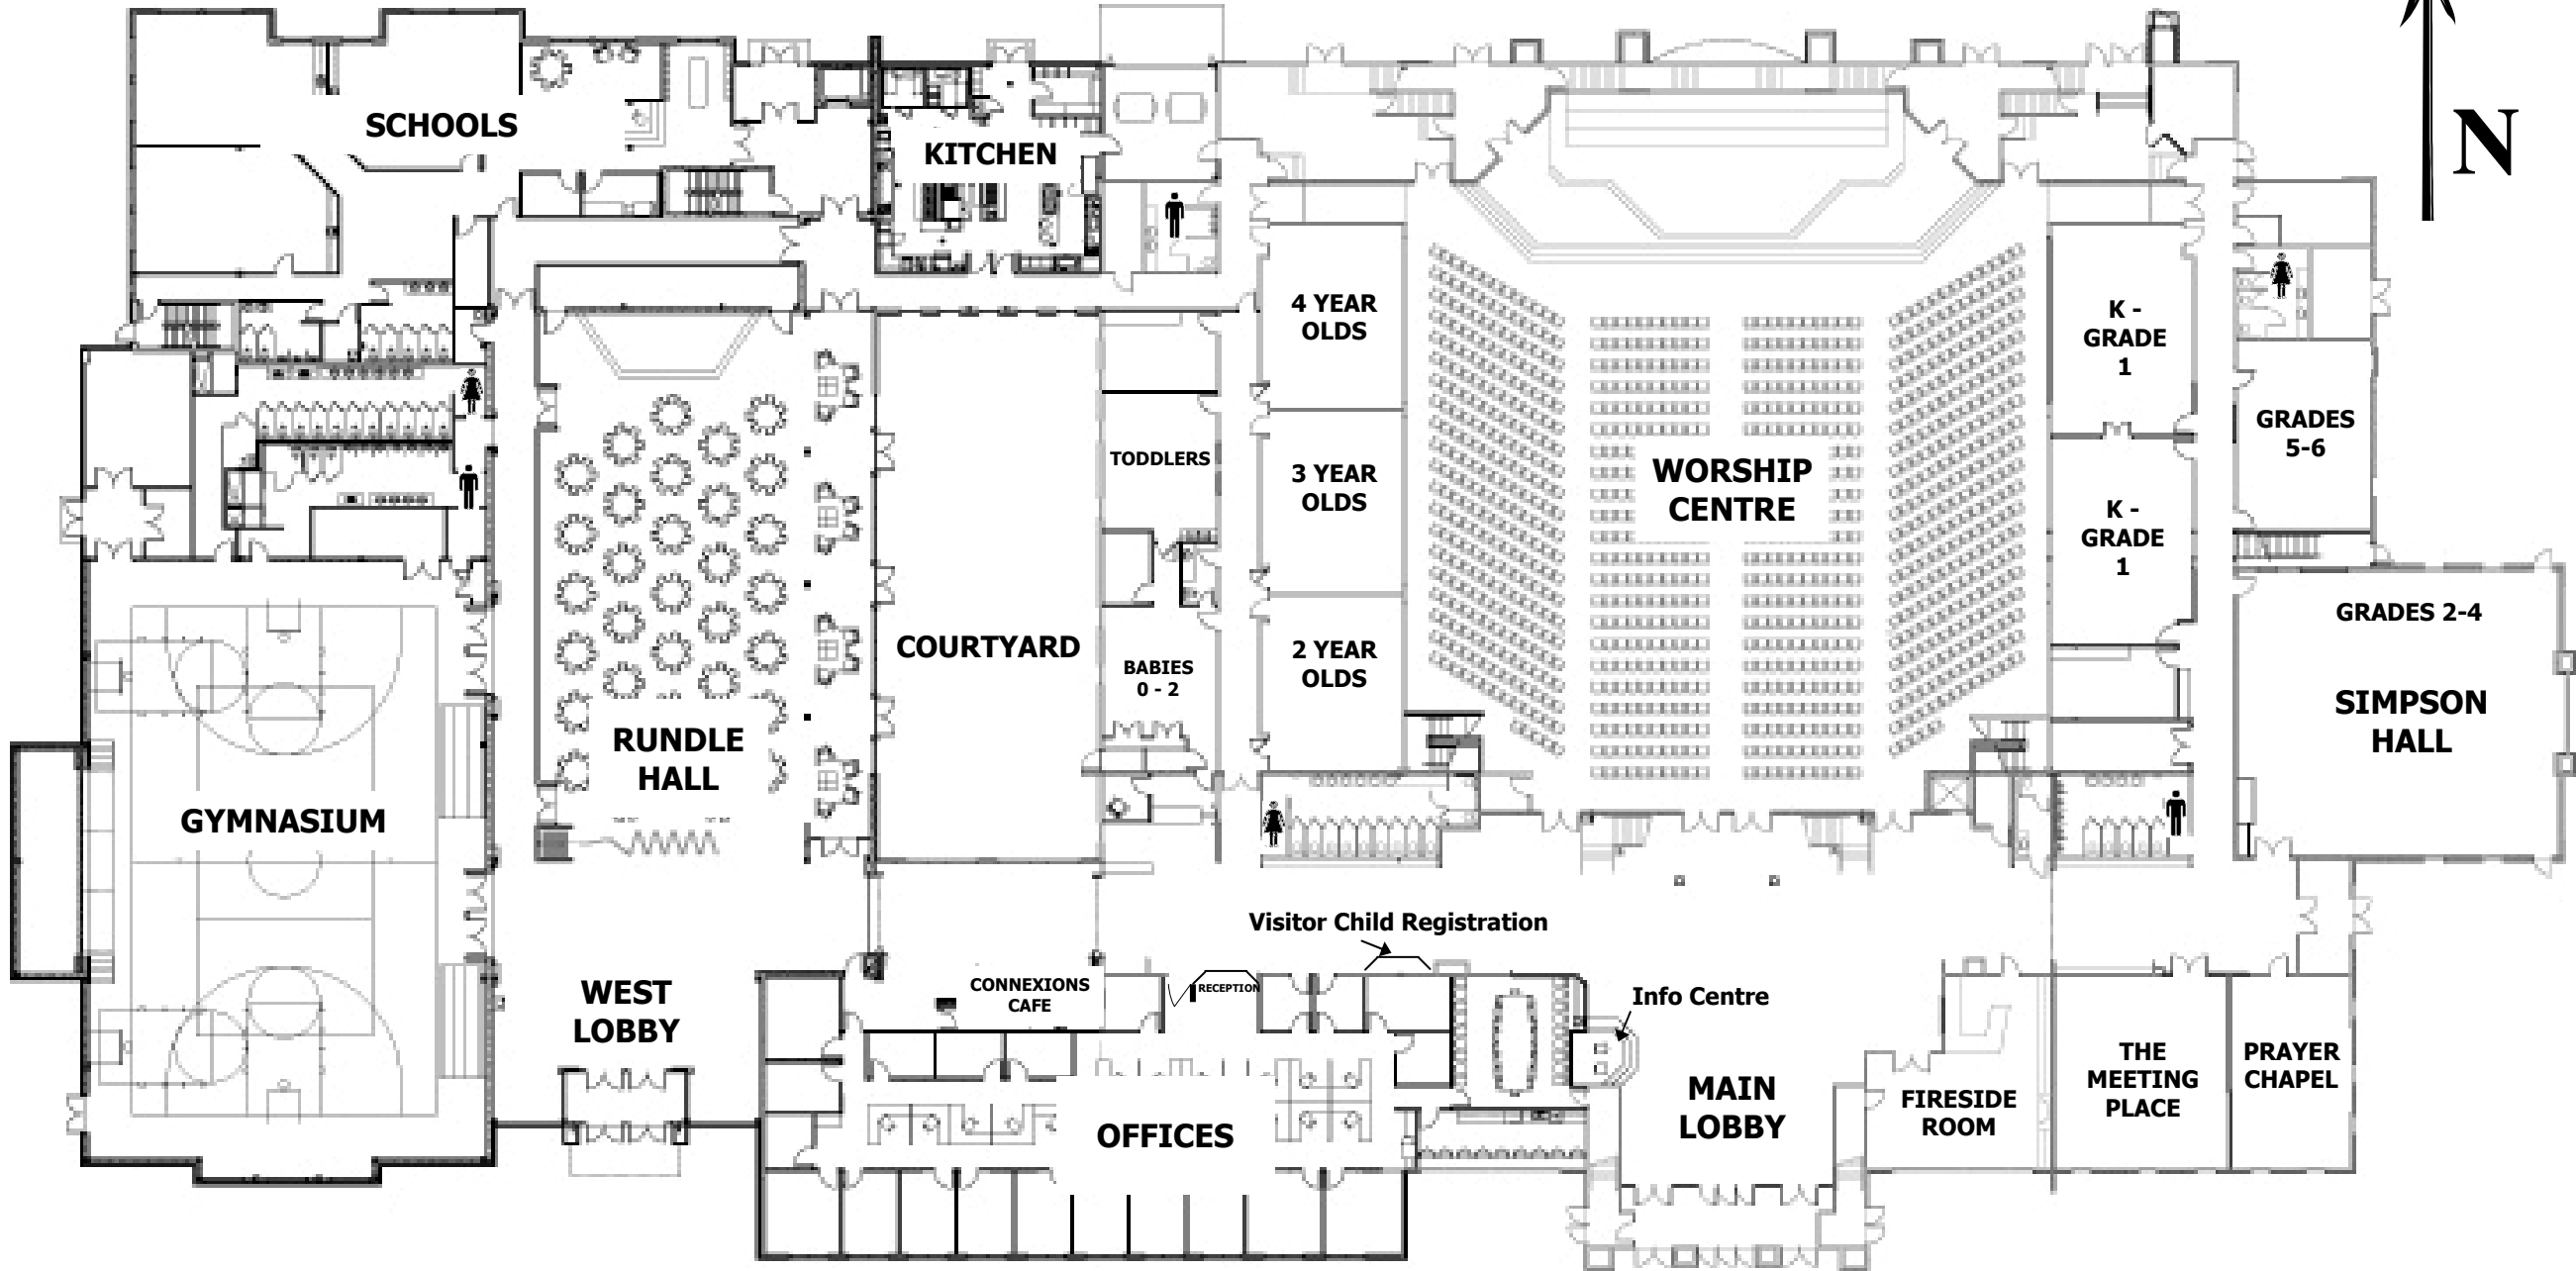 N
SCHOOLS
KITCHEN
4 YEAR
OLDS
K -
GRADE
1
GRADES
5-6
TODDLERS
3 YEAR
OLDS
WORSHIP
CENTRE
K -
GRADE
1
GRADES 2-4
COURTYARD
BABIES
0 - 2
2 YEAR
OLDS
SIMPSON
HALL
RUNDLE
HALL
GYMNASIUM
Visitor Child Registration
WEST
LOBBY
CONNEXIONS
CAFE
RECEPTION
Info Centre
MAIN
LOBBY
OFFICES
FIRESIDE
ROOM
THE
MEETING
PLACE
PRAYER
CHAPEL